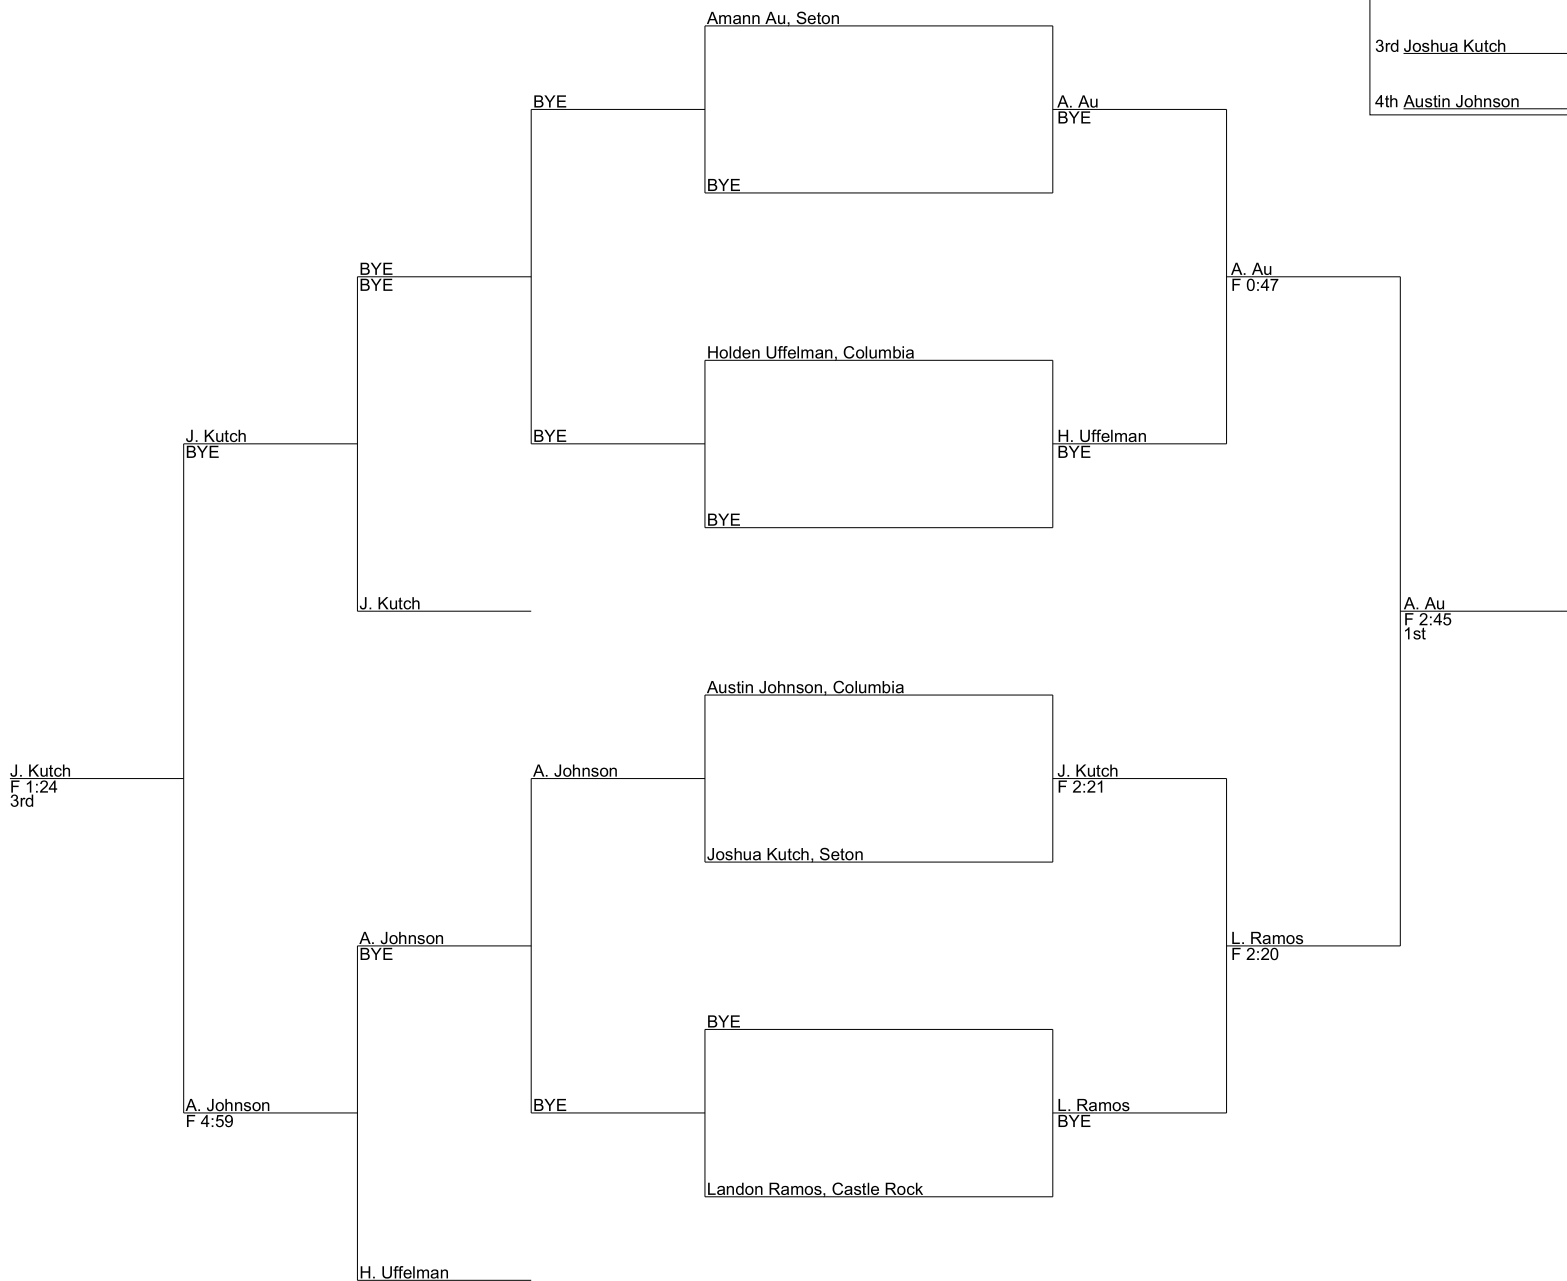 Amann Au, Seton
3rd Joshua Kutch
BYE
A. Au
BYE
4th Austin Johnson
BYE
BYE
BYE
A. Au
F 0:47
Holden Uffelman, Columbia
J. Kutch
BYE
BYE
H. Uffelman
BYE
BYE
J. Kutch
A. Au
F 2:45
1st
Austin Johnson, Columbia
J. Kutch
F 1:24
3rd
A. Johnson
J. Kutch
F 2:21
Joshua Kutch, Seton
A. Johnson
BYE
L. Ramos
F 2:20
BYE
A. Johnson
F 4:59
BYE
L. Ramos
BYE
Landon Ramos, Castle Rock
H. Uffelman